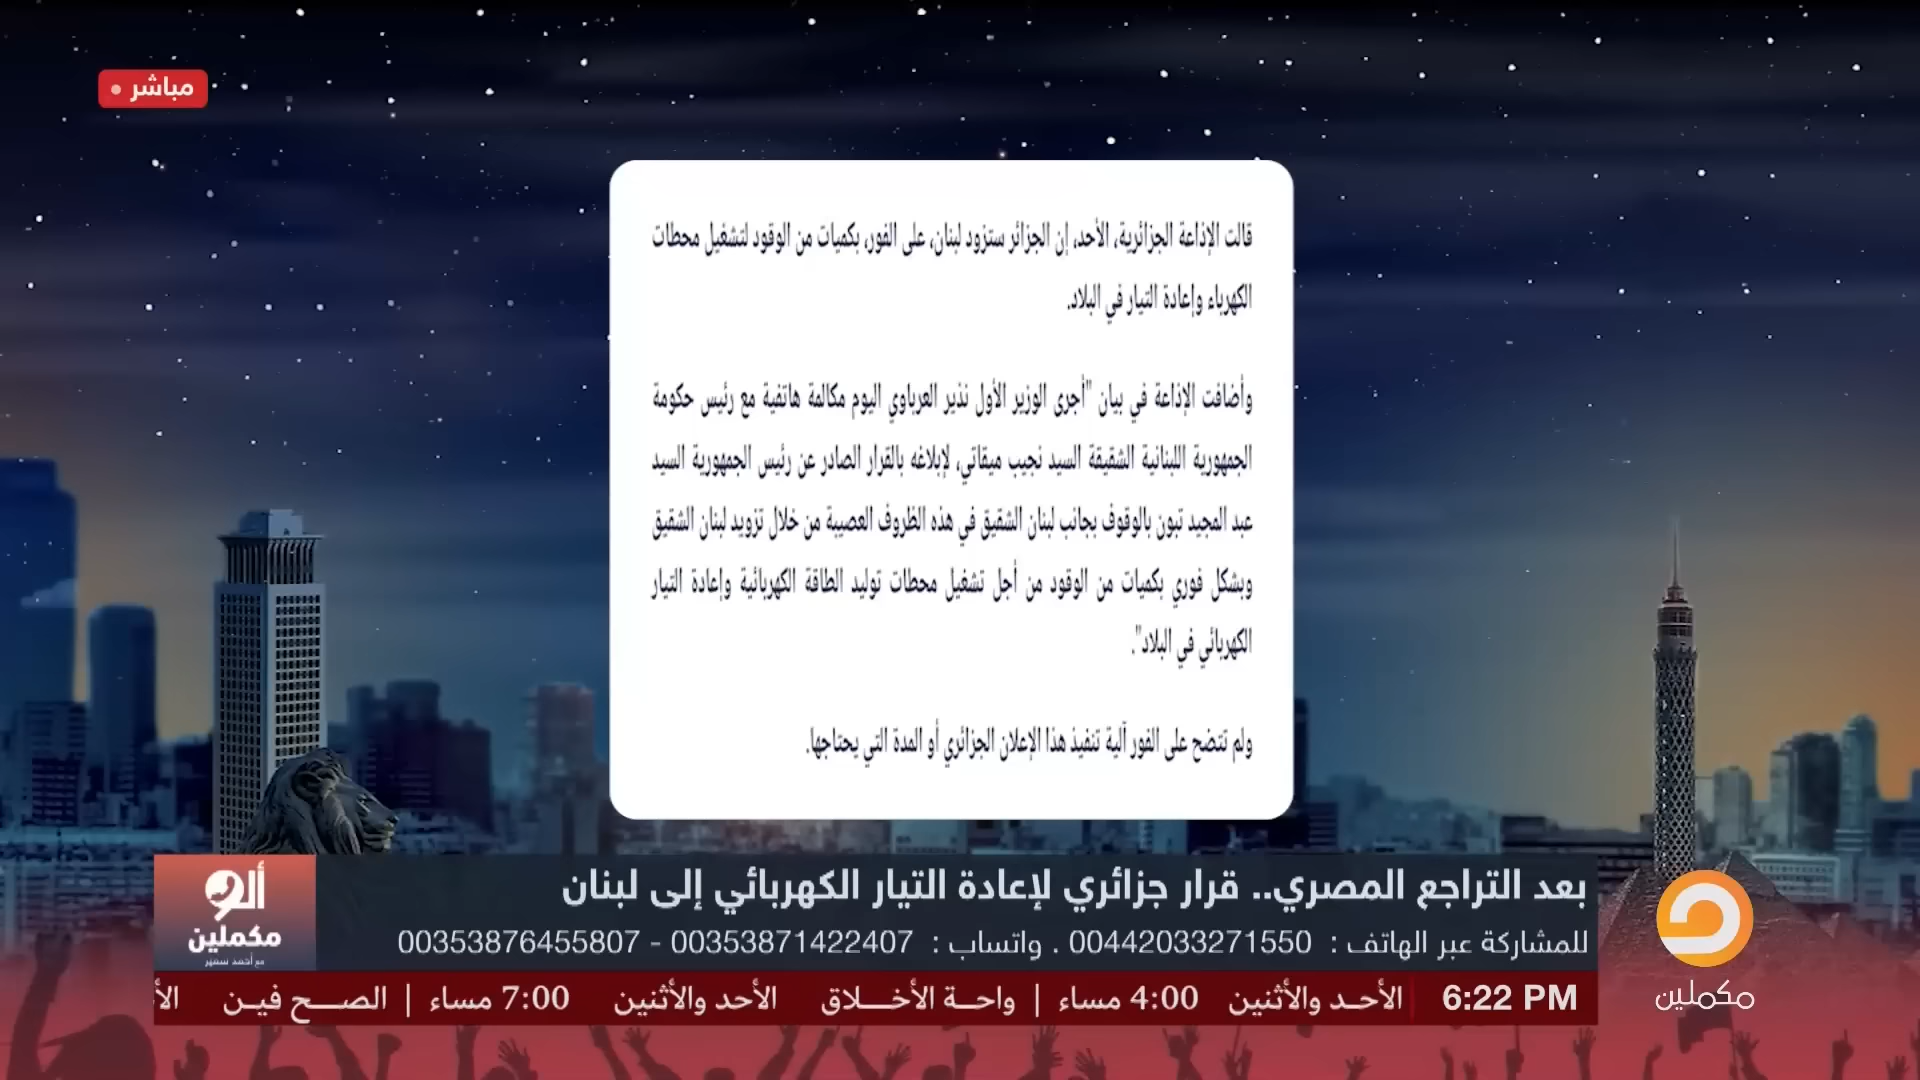 مباشر
قالت الإذاعة الجزائرية، الأحد، إن الجزائر ستزود لبنان، على الفور، بكميات من الوقود لتشغيل محطات
الكهرباء وإعادة التيار في البلاد.
وأضافت الإذاعة في بيان "أجرى الوزير الأول نذير العرباوي اليوم مكالمة هاتفية مع رئيس حكومة
الجمهورية اللبنانية الشقيقة السيد نجيب ميقاتي، لإبلاغه بالقرار الصادر عن رئيس الجمهورية السيد
عبد المجيد تبون بالوقوف بجانب لبنان الشقيق في هذه الظروف العصيبة من خلال تزويد لبنان الشقيق
وبشكل فوري بكميات من الوقود من أجل تشغيل محطات توليد الطاقة الكهربائية وإعادة التيار
الكهربائي في البلاد".
ولم تتضح على الفور آلية تنفيذ هذا الإعلان الجزائري أو المدة التي يحتاجها.
بعد التراجع المصري.. قرار جزائري لإعادة التيار الكهربائي إلى لبنان
للمشاركة عبر الهاتف : 00442033271550 . واتساب : 00353871422407 - 00353876455807
ألو
مكملين
مع أحمد سمير
6:22 PM
الأحد والأثنين 4:00 مساء | واحة الأخلاق الأحد والأثنين 7:00 مساء | الصح فين الأ
مكملين